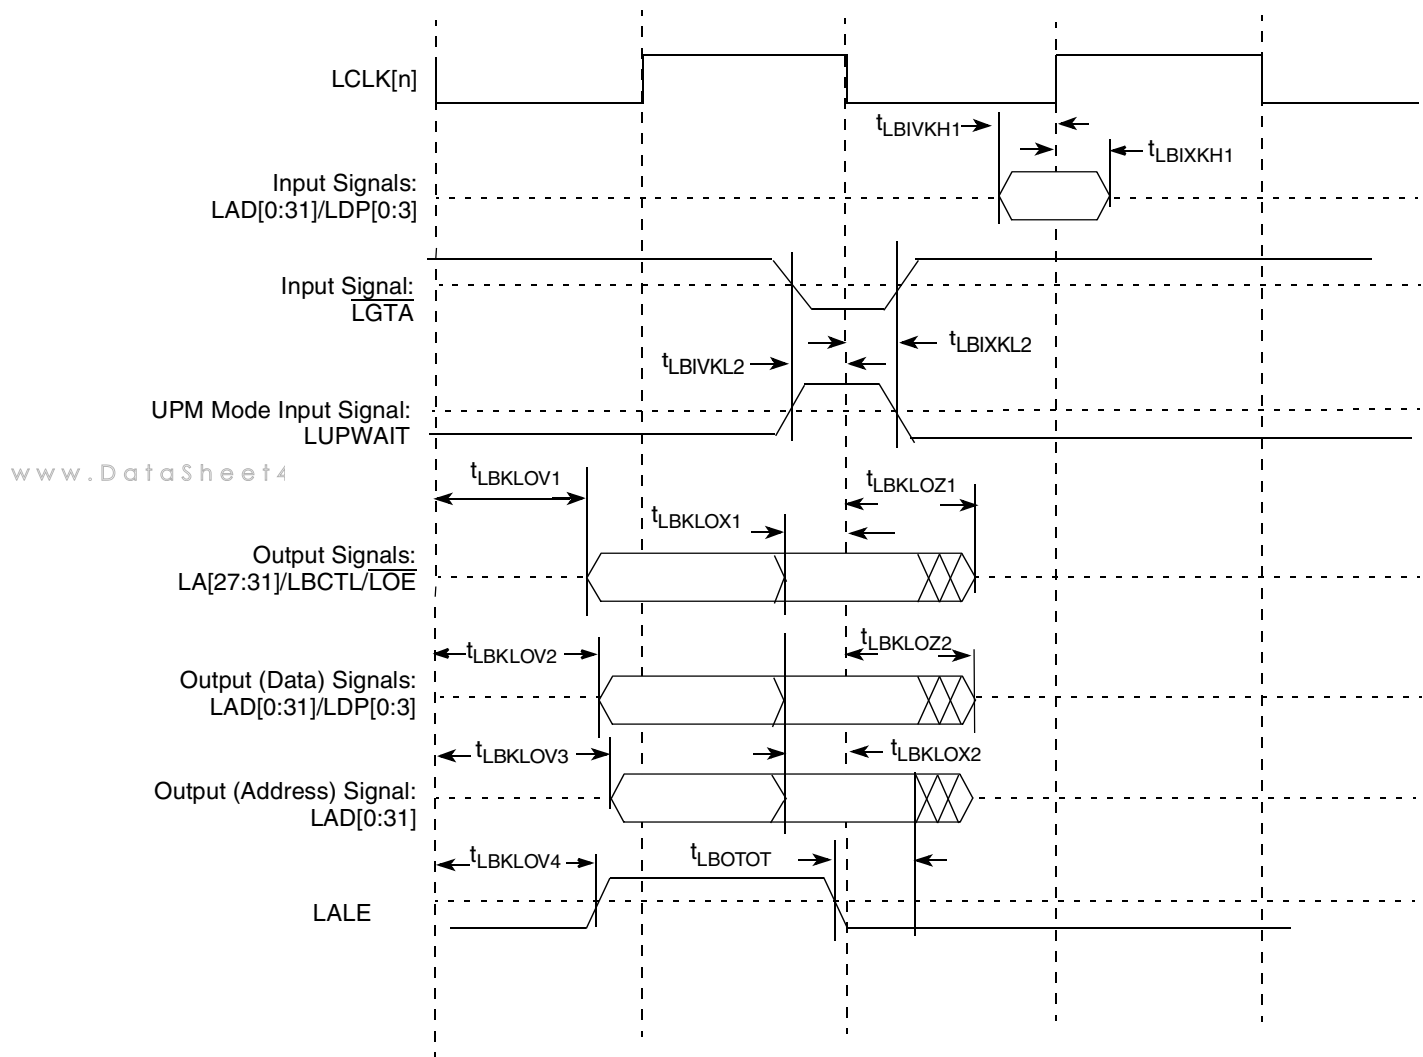 LCLK[n]
tLBIVKH1
tLBIXKH1
Input Signals:
LAD[0:31]/LDP[0:3]
Input Signal:
LGTA
tLBIXKL2
tLBIVKL2
UPM Mode Input Signal:
LUPWAIT
www.DataSheet4
tLBKLOV1
tLBKLOZ1
tLBKLOX1
Output Signals:
LA[27:31]/LBCTL/LOE
tLBKLOV2
tLBKLOZ2
Output (Data) Signals:
LAD[0:31]/LDP[0:3]
tLBKLOV3
tLBKLOX2
Output (Address) Signal:
LAD[0:31]
tLBKLOV4
tLBOTOT
LALE